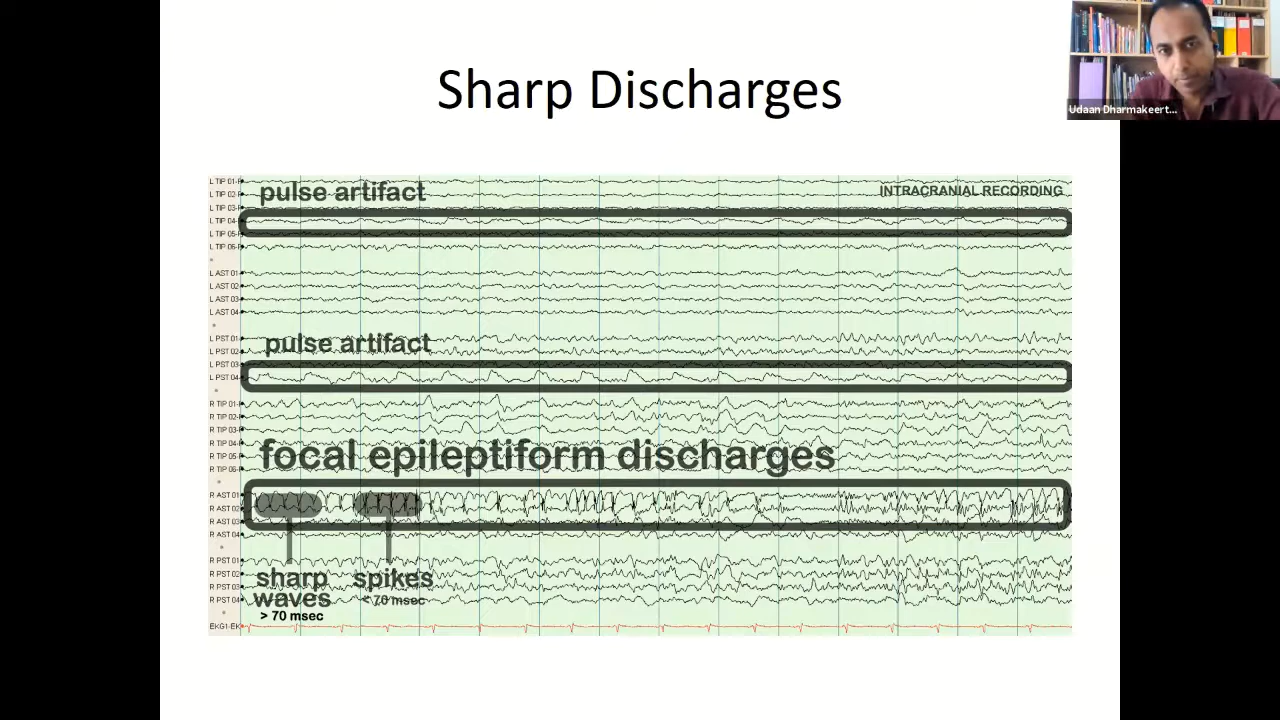 Sharp Discharges
Udaan Dharmakeert...
L TIP 01-F
pulse artifact
INTRACRANIAL RECORDING
L TIP 02-F
L TIP 03-F
L TIP 04-
L TIP 05-
L TIP 06-F
L AST 01
L AST 02
L AST 03
L AST 04
L PST 01
pulse artifact
L PST 02
L PST 03
L PST 04
R TIP 01-
R TIP 02-
R TIP 03-
R TIP 04-
focal epileptiform discharges
R TIP 05-
R TIP 06-
R AST 01
R AST 02
R AST 03
R AST 04
R PST 01
R PST 02
sharp spikes
R PST 03
R PST 04
waves < 70 msec
> 70 msec
EKG1-EK